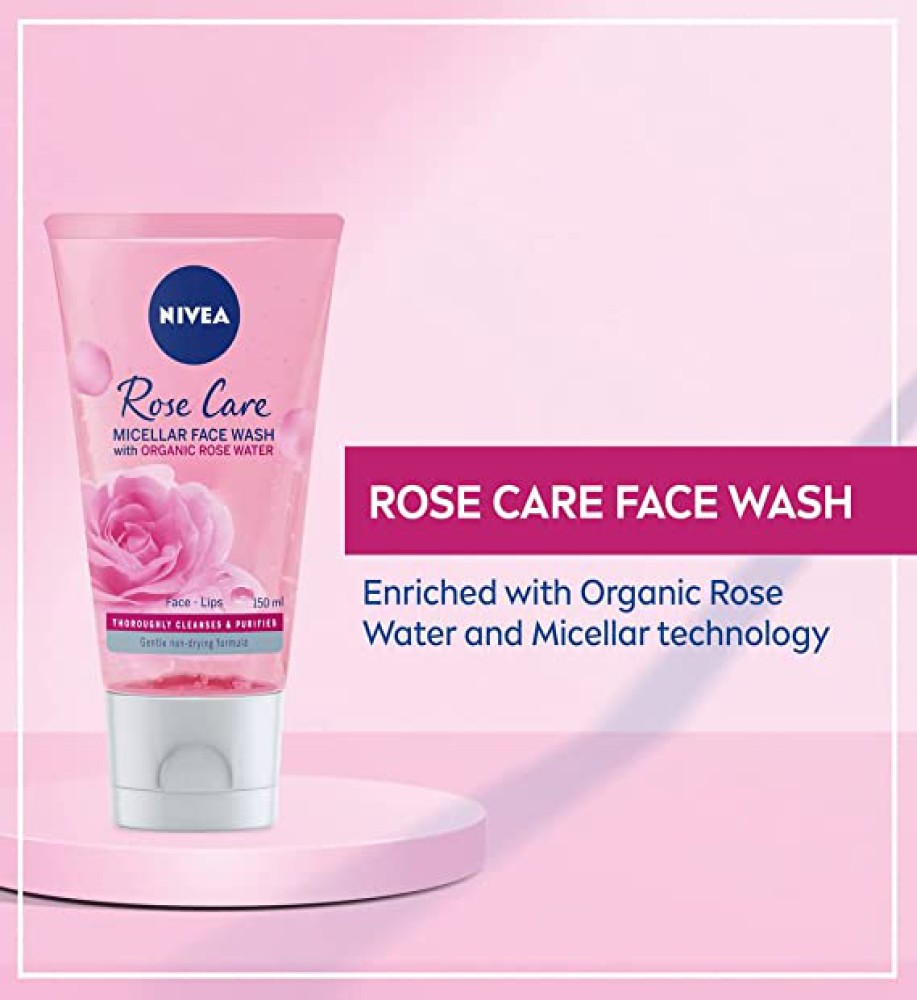 NIVEA
Rose Care
MICELLAR FACE WASH
with ORGANIC ROSE WATER
Face - Lips 150 ml
THOROUGHLY CLEANSES & PURIFIES
Gentle non-drying formula
ROSE CARE FACE WASH
Enriched with Organic Rose
Water and Micellar technology